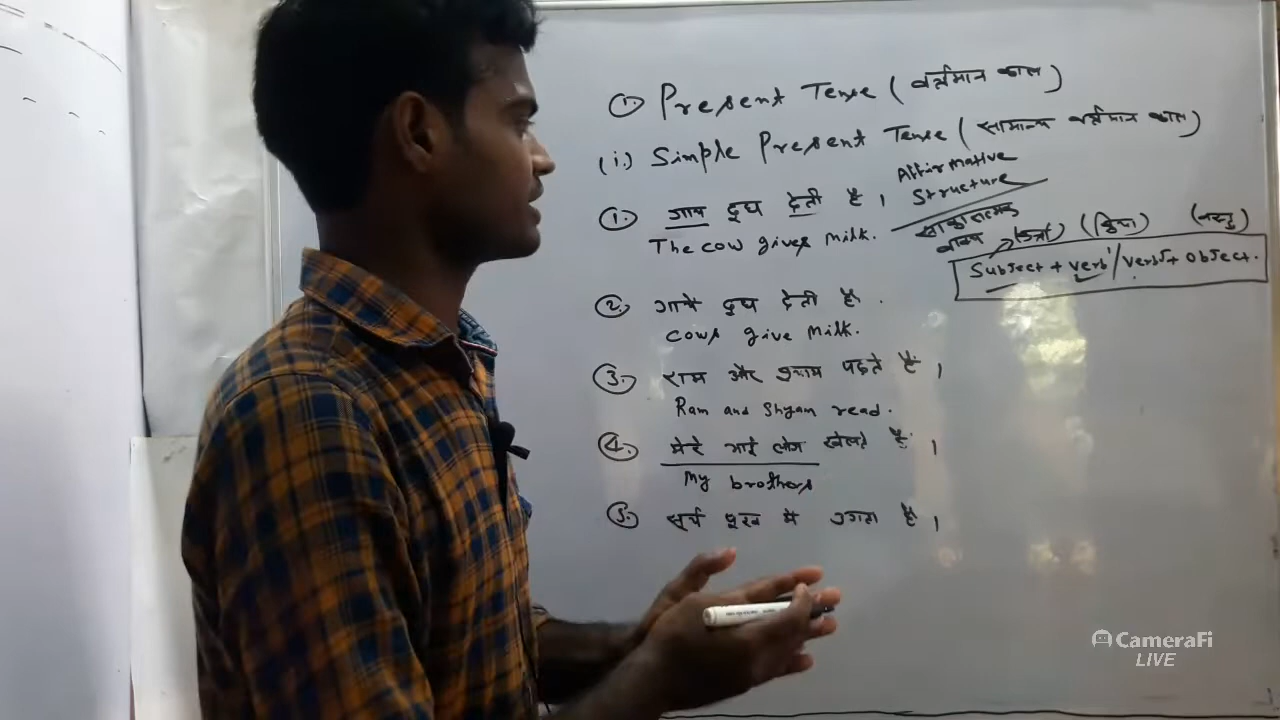 ① Present Tense (वर्त्तमान काल)
(i.) Simple Present Tense (सामान्य वर्त्तमान काल)
Affirmative
Structure
① गाय दूध देती है ।
The cow gives milk.
साकारात्मक
वाक्य
(कर्ता) (क्रिया) (वस्तु)
Subject + verb¹/verb⁵ + object.
② गायें दूध देती हैं .
cows give milk.
③ राम और श्याम पढ़ते हैं ।
Ram and Shyam read.
④ मेरे भाई लोग खेलते हैं ।
My brothers
⑤ सूर्य पूरब में उगता है ।
CameraFi
LIVE